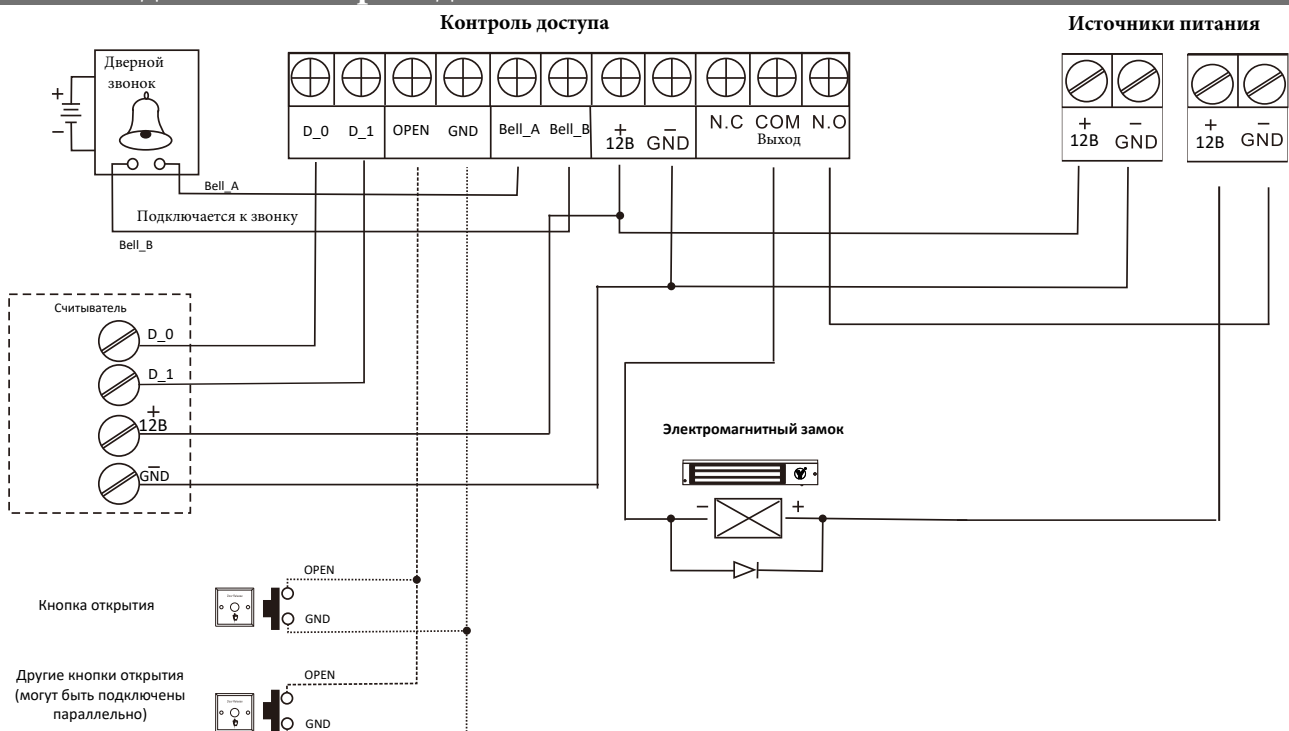 Контроль доступа
Источники питания
Дверной
звонок
+
−
D_0 D_1 OPEN GND Bell_A Bell_B + 12В − GND N.C COM N.O
Выход
+ 12В − GND
+ 12В − GND
Bell_A
Подключается к звонку
Bell_B
Считыватель
D_0
D_1
+
12В
−
GND
Электромагнитный замок
− +
OPEN
Кнопка открытия
GND
Другие кнопки открытия
(могут быть подключены
параллельно)
OPEN
GND